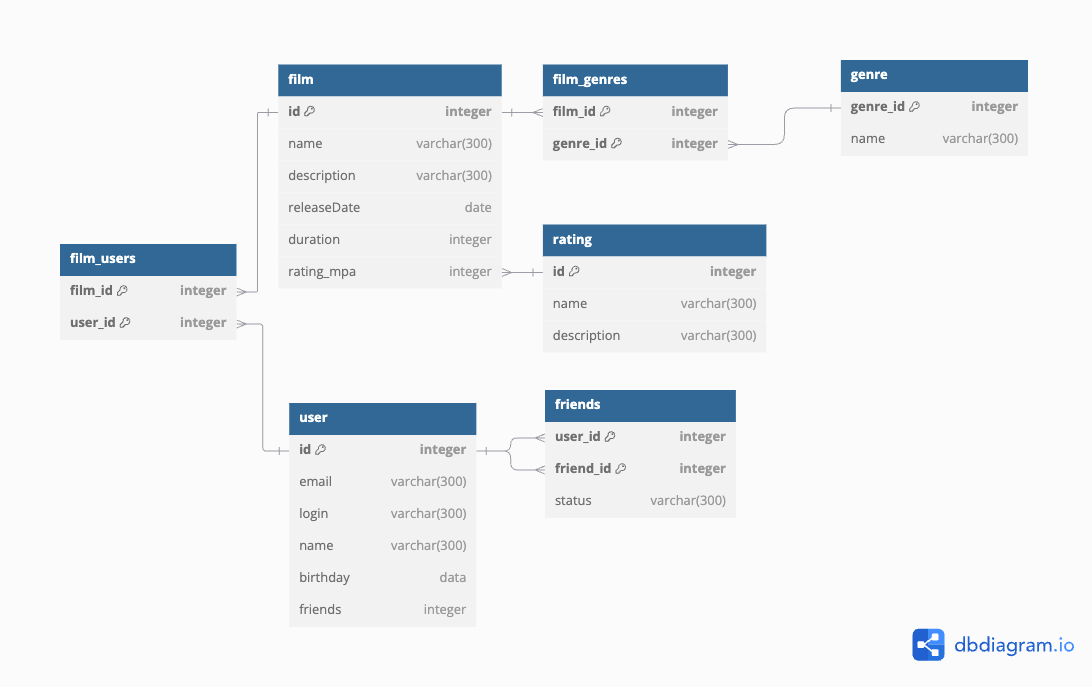 film
id integer
name varchar(300)
description varchar(300)
releaseDate date
duration integer
rating_mpa integer
film_genres
film_id integer
genre_id integer
genre
genre_id integer
name varchar(300)
rating
id integer
name varchar(300)
description varchar(300)
film_users
film_id integer
user_id integer
user
id integer
email varchar(300)
login varchar(300)
name varchar(300)
birthday data
friends integer
friends
user_id integer
friend_id integer
status varchar(300)
dbdiagram.io